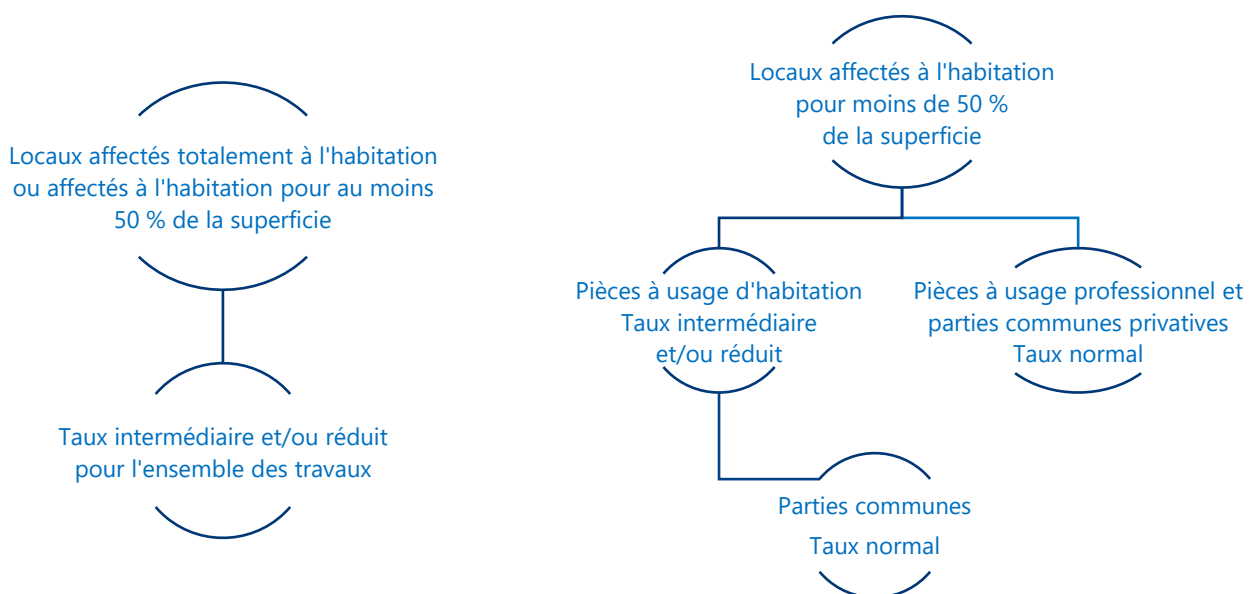 Locaux affectés totalement à l'habitation
ou affectés à l'habitation pour au moins
50 % de la superficie
Taux intermédiaire et/ou réduit
pour l'ensemble des travaux
Locaux affectés à l'habitation
pour moins de 50 %
de la superficie
Pièces à usage d'habitation
Taux intermédiaire
et/ou réduit
Pièces à usage professionnel et
parties communes privatives
Taux normal
Parties communes
Taux normal